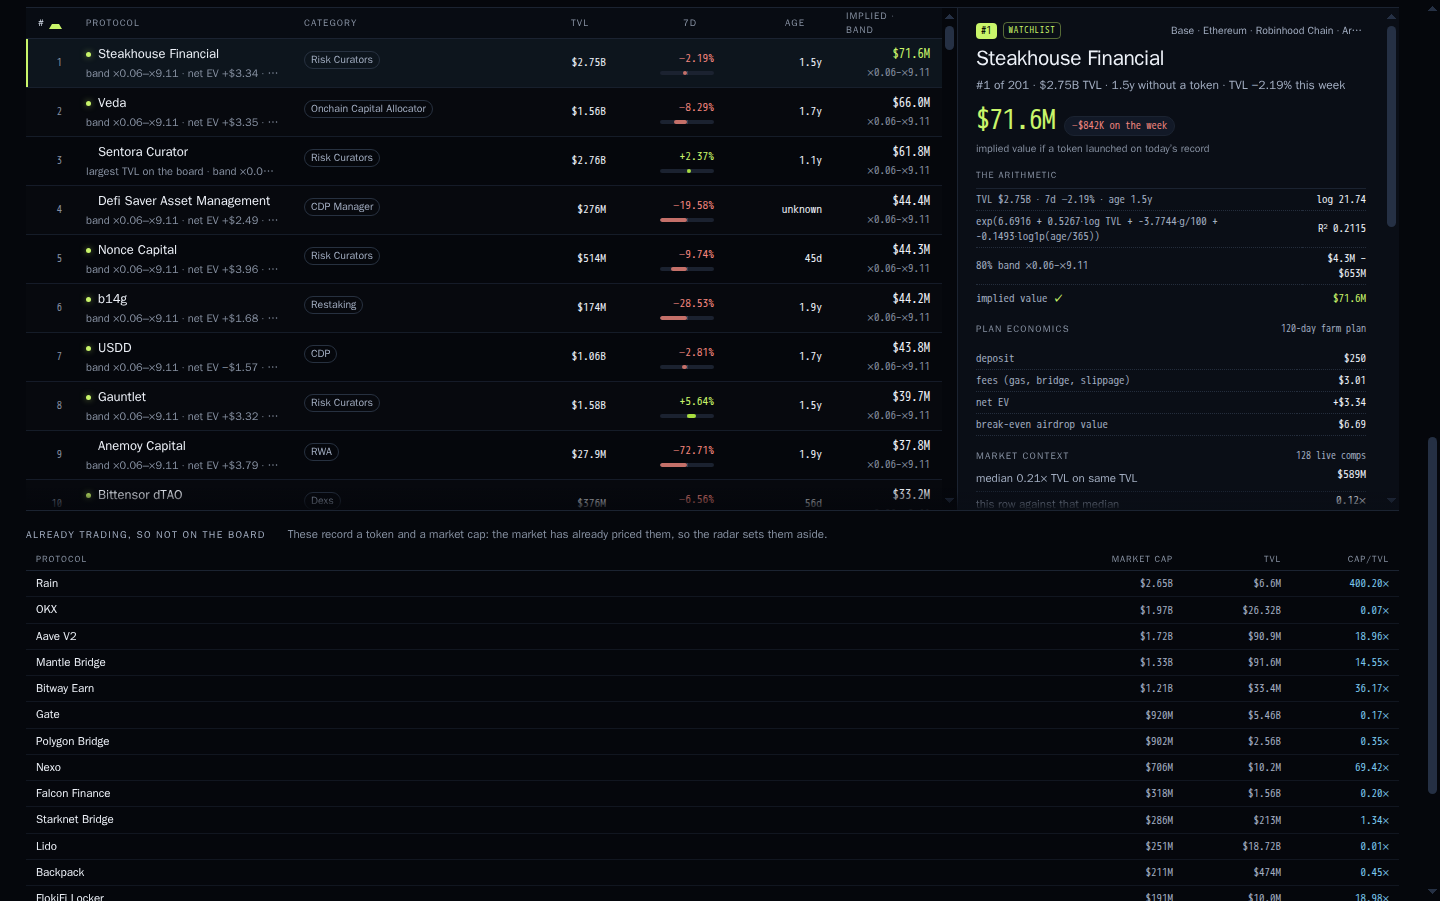 # PROTOCOL CATEGORY TVL 7D AGE IMPLIED · BAND
1 Steakhouse Financial Risk Curators $2.75B −2.19% 1.5y $71.6M
band ×0.06–×9.11 · net EV +$3.34 · ··· ×0.06–×9.11
2 Veda Onchain Capital Allocator $1.56B −8.29% 1.7y $66.0M
band ×0.06–×9.11 · net EV +$3.35 · ··· ×0.06–×9.11
3 Sentora Curator Risk Curators $2.76B +2.37% 1.1y $61.8M
largest TVL on the board · band ×0.0··· ×0.06–×9.11
4 Defi Saver Asset Management CDP Manager $276M −19.58% unknown $44.4M
band ×0.06–×9.11 · net EV +$2.49 · ··· ×0.06–×9.11
5 Nonce Capital Risk Curators $514M −9.74% 45d $44.3M
band ×0.06–×9.11 · net EV +$3.96 · ··· ×0.06–×9.11
6 b14g Restaking $174M −28.53% 1.9y $44.2M
band ×0.06–×9.11 · net EV +$1.68 · ··· ×0.06–×9.11
7 USDD CDP $1.06B −2.81% 1.7y $43.8M
band ×0.06–×9.11 · net EV −$1.57 · ··· ×0.06–×9.11
8 Gauntlet Risk Curators $1.58B +5.64% 1.5y $39.7M
band ×0.06–×9.11 · net EV +$3.32 · ··· ×0.06–×9.11
9 Anemoy Capital RWA $27.9M −72.71% 1.9y $37.8M
band ×0.06–×9.11 · net EV +$3.79 · ··· ×0.06–×9.11
10 Bittensor dTAO Dexs $376M −6.56% 56d $33.2M
#1 WATCHLIST Base · Ethereum · Robinhood Chain · Ar···
Steakhouse Financial
#1 of 201 · $2.75B TVL · 1.5y without a token · TVL −2.19% this week
$71.6M −$842K on the week
implied value if a token launched on today's record
THE ARITHMETIC
TVL $2.75B · 7d −2.19% · age 1.5y log 21.74
exp(6.6916 + 0.5267·log TVL + -3.7744·g/100 +
-0.1493·log1p(age/365)) R² 0.2115
80% band ×0.06–×9.11 $4.3M –
$653M
implied value ✓ $71.6M
PLAN ECONOMICS 120-day farm plan
deposit $250
fees (gas, bridge, slippage) $3.01
net EV +$3.34
break-even airdrop value $6.69
MARKET CONTEXT 128 live comps
median 0.21× TVL on same TVL $589M
this row against that median 0.12×
ALREADY TRADING, SO NOT ON THE BOARD These record a token and a market cap: the market has already priced them, so the radar sets them aside.
PROTOCOL MARKET CAP TVL CAP/TVL
Rain $2.65B $6.6M 400.20×
OKX $1.97B $26.32B 0.07×
Aave V2 $1.72B $90.9M 18.96×
Mantle Bridge $1.33B $91.6M 14.55×
Bitway Earn $1.21B $33.4M 36.17×
Gate $920M $5.46B 0.17×
Polygon Bridge $902M $2.56B 0.35×
Nexo $706M $10.2M 69.42×
Falcon Finance $318M $1.56B 0.20×
Starknet Bridge $286M $213M 1.34×
Lido $251M $18.72B 0.01×
Backpack $211M $474M 0.45×
FlokiFi Locker $191M $10.0M 18.98×